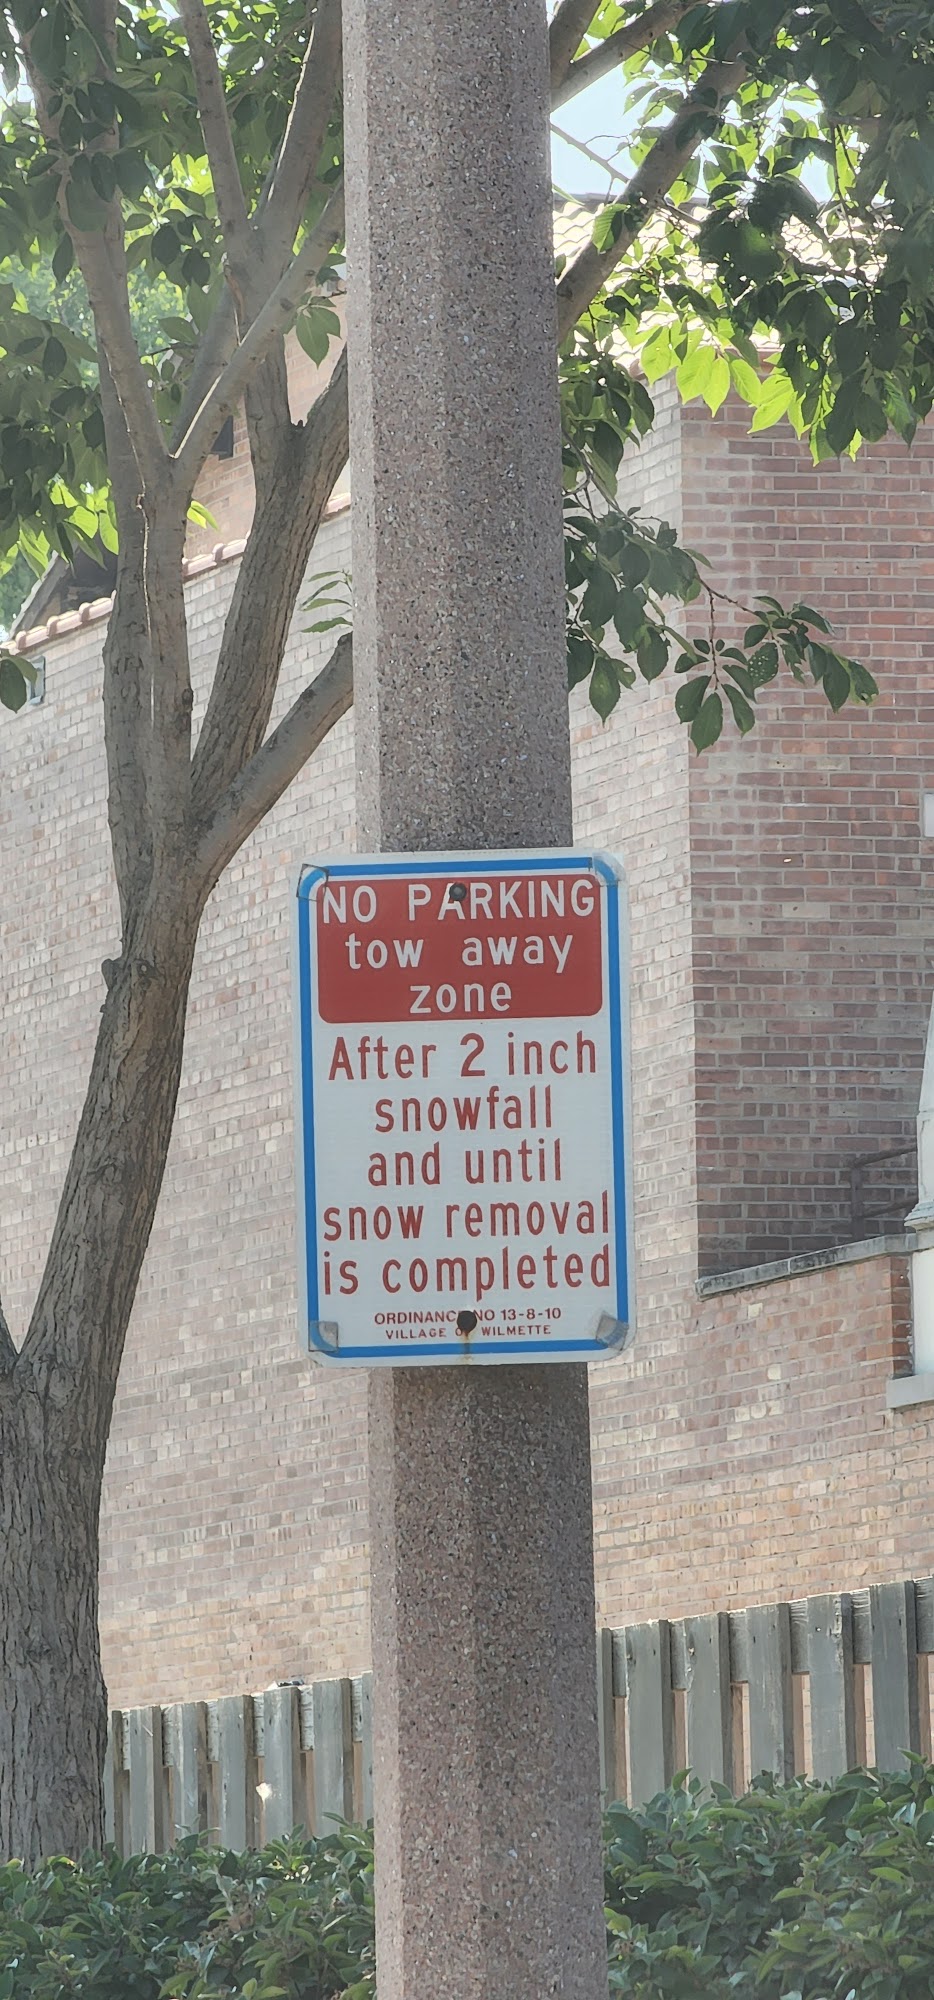 NO PARKING
tow away
zone
After 2 inch
snowfall
and until
snow removal
is completed
ORDINANCE NO 13-8-10
VILLAGE OF WILMETTE